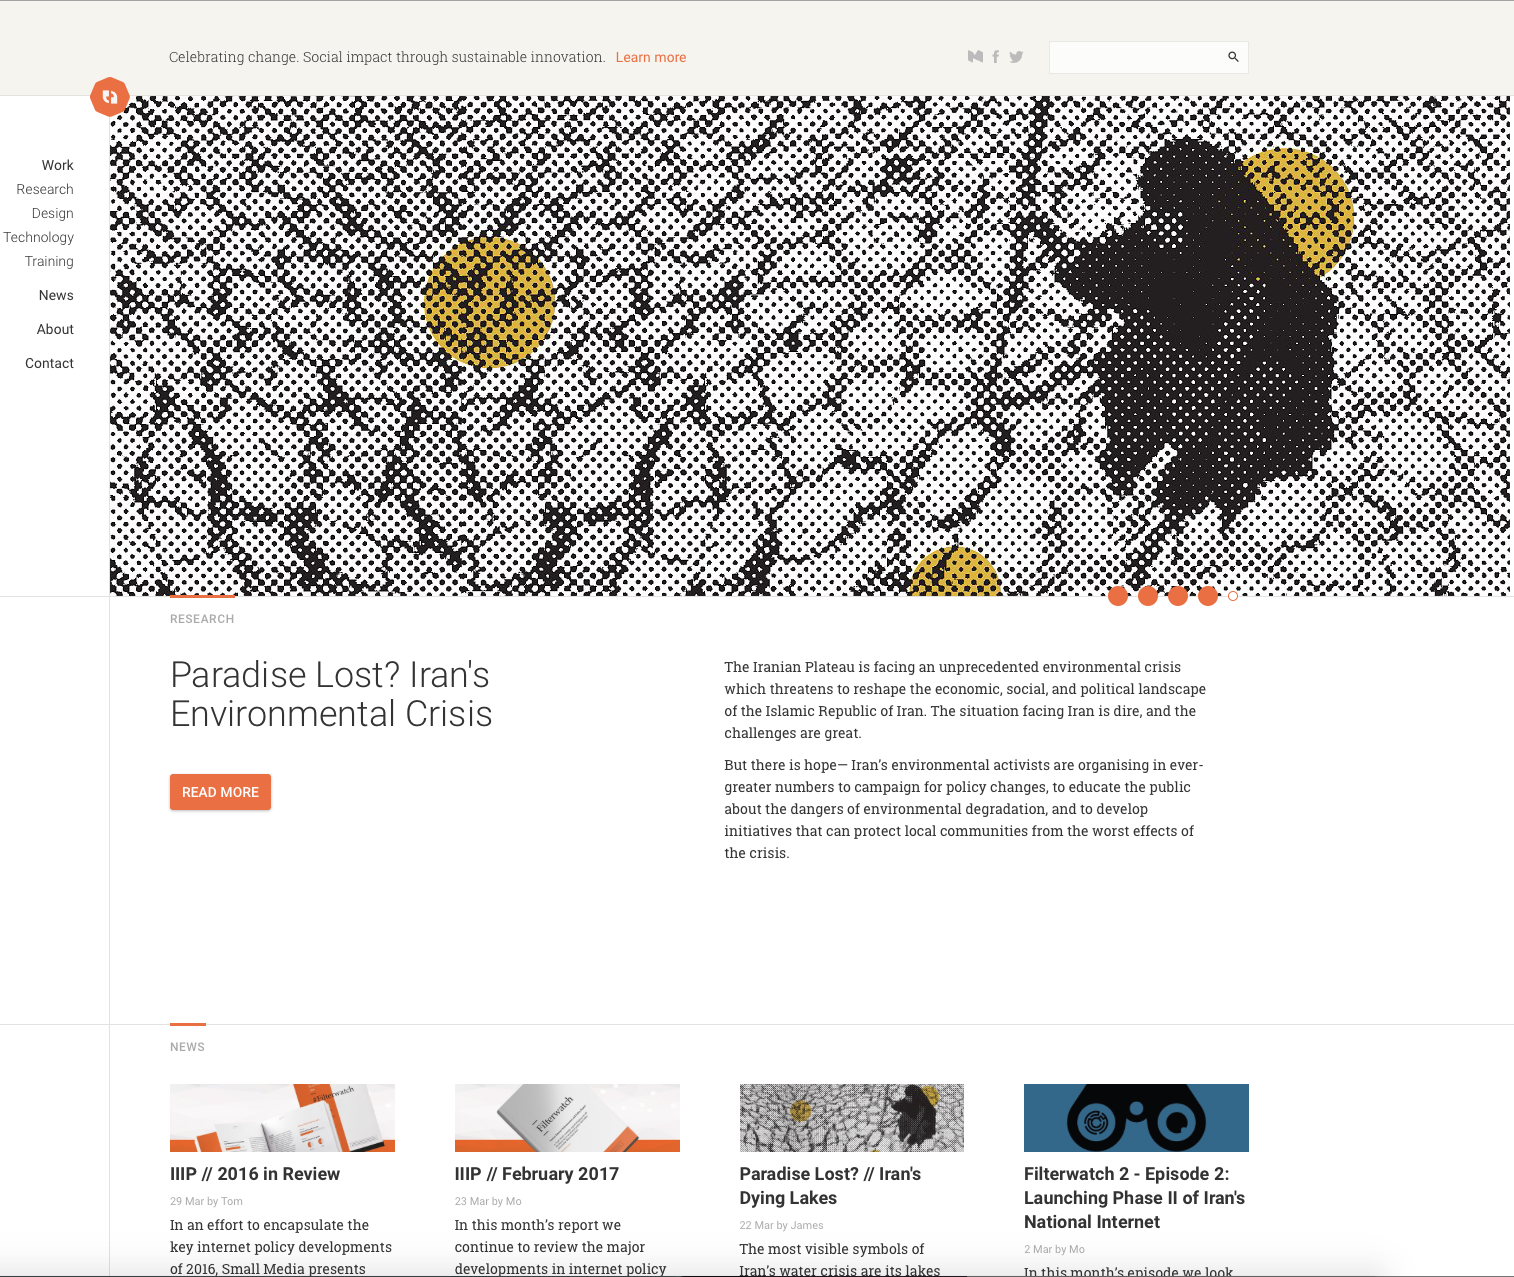 Celebrating change. Social impact through sustainable innovation. Learn more
Work
Research
Design
Technology
Training
News
About
Contact
RESEARCH
Paradise Lost? Iran's
Environmental Crisis
READ MORE
The Iranian Plateau is facing an unprecedented environmental crisis
which threatens to reshape the economic, social, and political landscape
of the Islamic Republic of Iran. The situation facing Iran is dire, and the
challenges are great.
But there is hope— Iran's environmental activists are organising in ever-
greater numbers to campaign for policy changes, to educate the public
about the dangers of environmental degradation, and to develop
initiatives that can protect local communities from the worst effects of
the crisis.
NEWS
#Filterwatch
IIIP // 2016 in Review
29 Mar by Tom
In an effort to encapsulate the
key internet policy developments
of 2016, Small Media presents
Filterwatch
IIIP // February 2017
23 Mar by Mo
In this month's report we
continue to review the major
developments in internet policy
Paradise Lost? // Iran's
Dying Lakes
22 Mar by James
The most visible symbols of
Iran's water crisis are its lakes
Filterwatch 2 - Episode 2:
Launching Phase II of Iran's
National Internet
2 Mar by Mo
In this month's episode we look